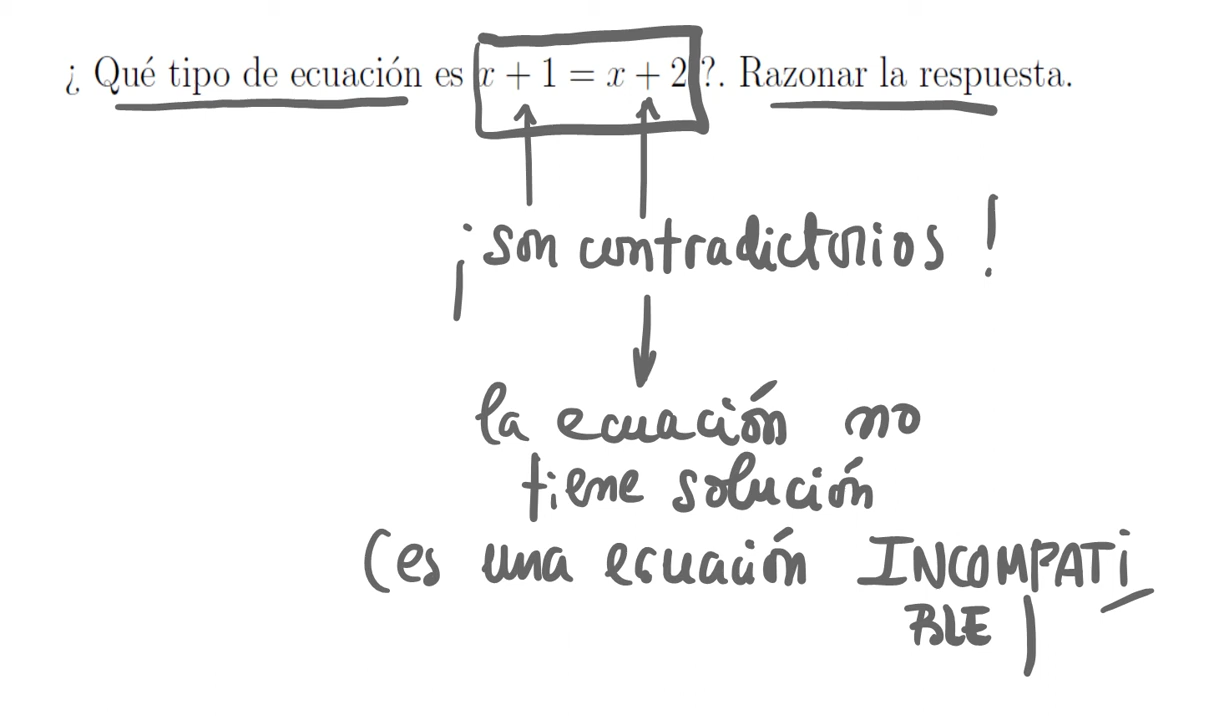 ¿ Qué tipo de ecuación es x + 1 = x + 2 ?. Razonar la respuesta.
¡son contradictorios!
la ecuación no
tiene solución
(es una ecuación INCOMPATi
BLE)